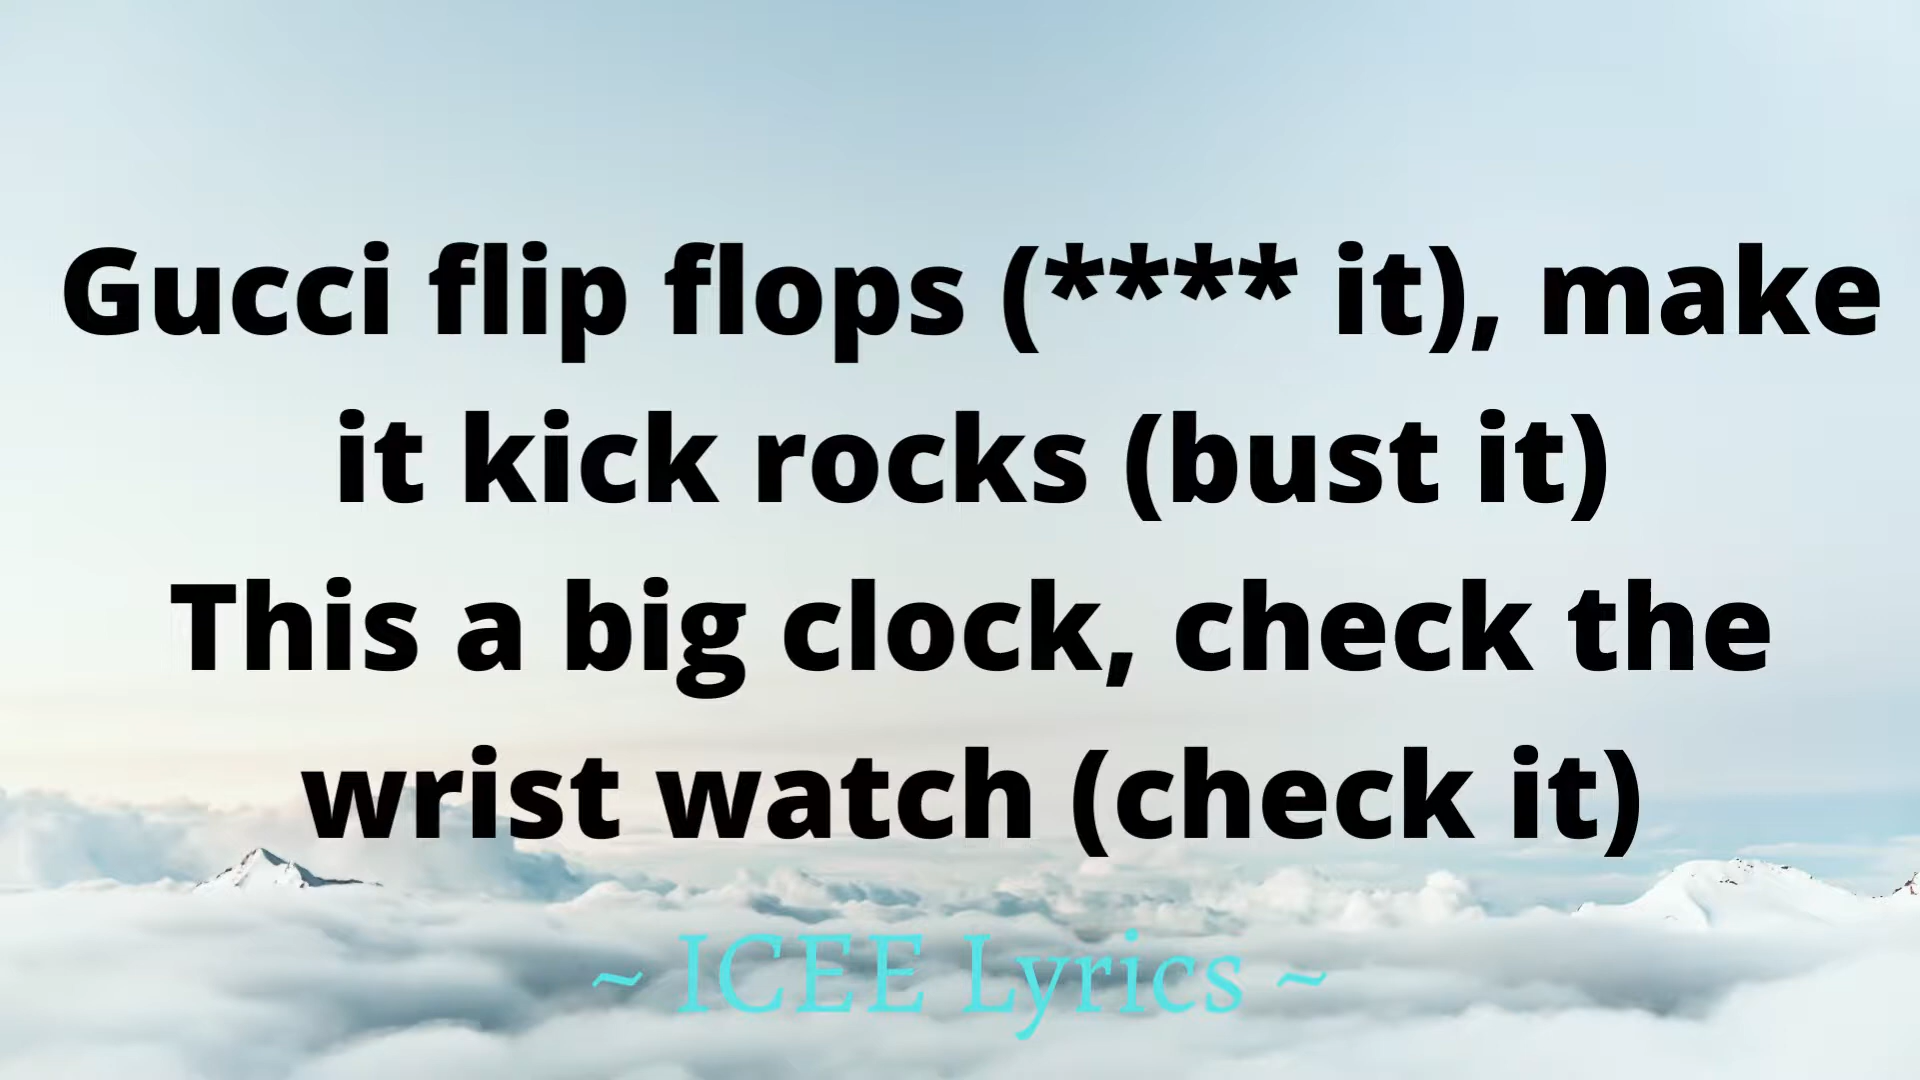 Gucci flip flops (**** it), make
it kick rocks (bust it)
This a big clock, check the
wrist watch (check it)
~ ICEE Lyrics ~